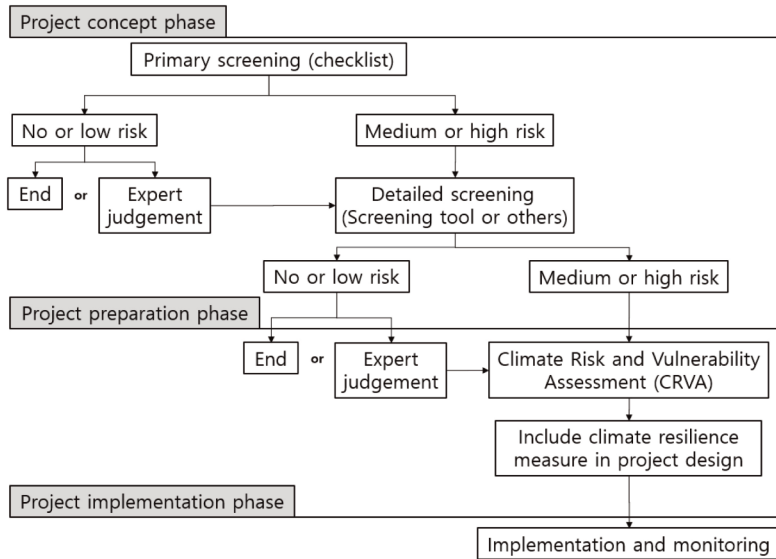 Project concept phase
Primary screening (checklist)
No or low risk
Medium or high risk
End
or
Expert
judgement
Detailed screening
(Screening tool or others)
No or low risk
Medium or high risk
Project preparation phase
End
or
Expert
judgement
Climate Risk and Vulnerability
Assessment (CRVA)
Include climate resilience
measure in project design
Project implementation phase
Implementation and monitoring